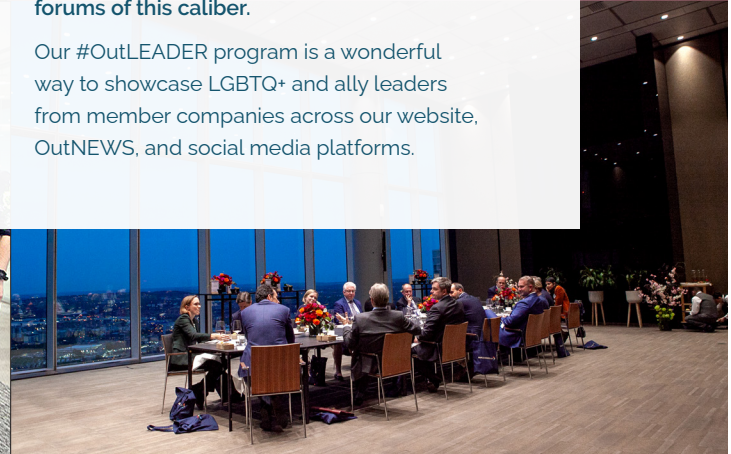 forums of this caliber.
Our #OutLEADER program is a wonderful
way to showcase LGBTQ+ and ally leaders
from member companies across our website,
OutNEWS, and social media platforms.